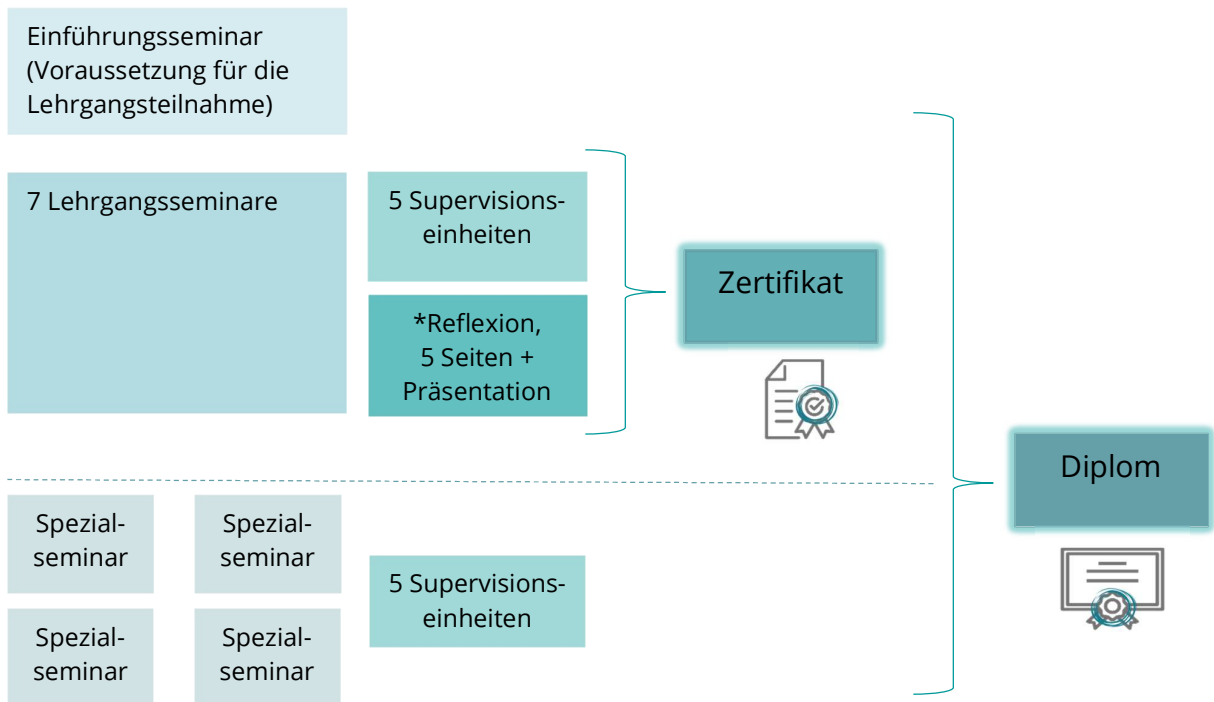 Einführungsseminar
(Voraussetzung für die
Lehrgangsteilnahme)
7 Lehrgangsseminare
5 Supervisions-
einheiten
*Reflexion,
5 Seiten +
Präsentation
Zertifikat
Diplom
Spezial-
seminar
Spezial-
seminar
5 Supervisions-
einheiten
Spezial-
seminar
Spezial-
seminar